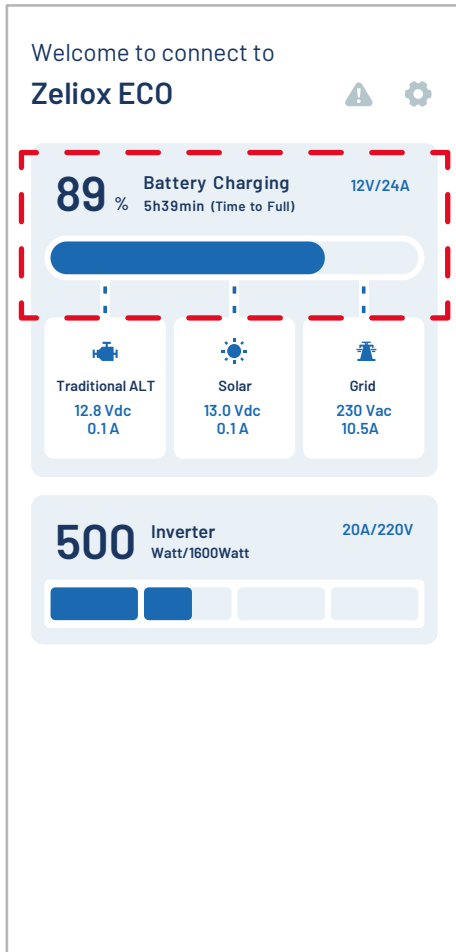 Welcome to connect to
Zeliox ECO
89 % Battery Charging 12V/24A
5h39min (Time to Full)
Traditional ALT Solar Grid
12.8 Vdc 13.0 Vdc 230 Vac
0.1 A 0.1 A 10.5A
500 Inverter 20A/220V
Watt/1600Watt